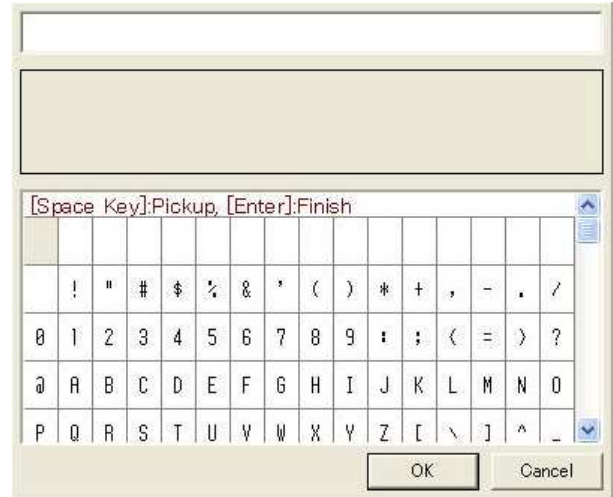 [Space Key]:Pickup, [Enter]:Finish
! " # $ % & ' ( ) * + , - . /
0 1 2 3 4 5 6 7 8 9 : ; < = > ?
@ A B C D E F G H I J K L M N O
P Q R S T U V W X Y Z [ \ ] ^ _
OK Cancel